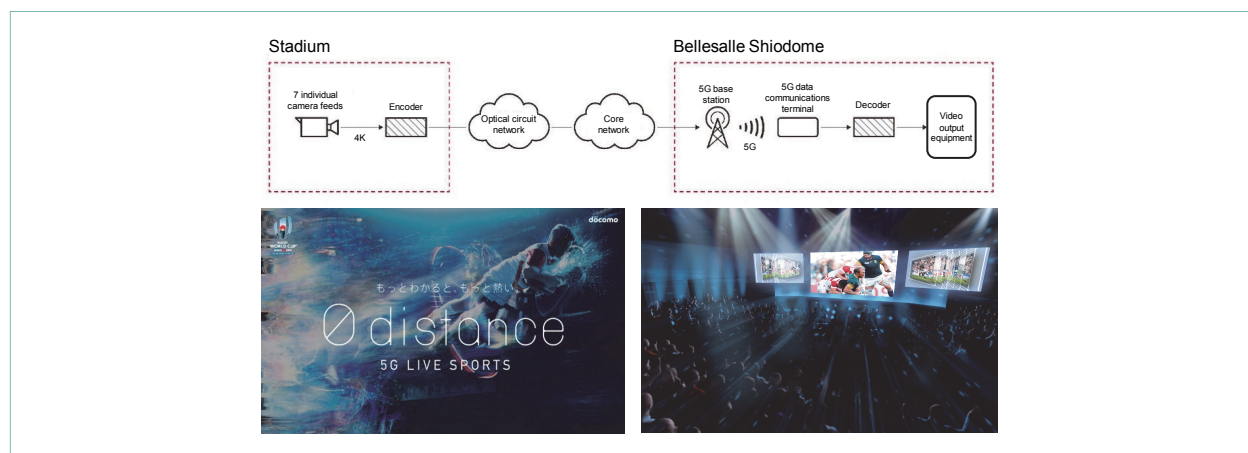 Stadium
Bellesalle Shiodome
7 individual
camera feeds
Encoder
4K
Optical circuit
network
Core
network
5G base
station
5G
5G data
communications
terminal
Decoder
Video
output
equipment
docomo
WORLD CUP
もっとわかると、もっと熱い。
0 distance
5G LIVE SPORTS